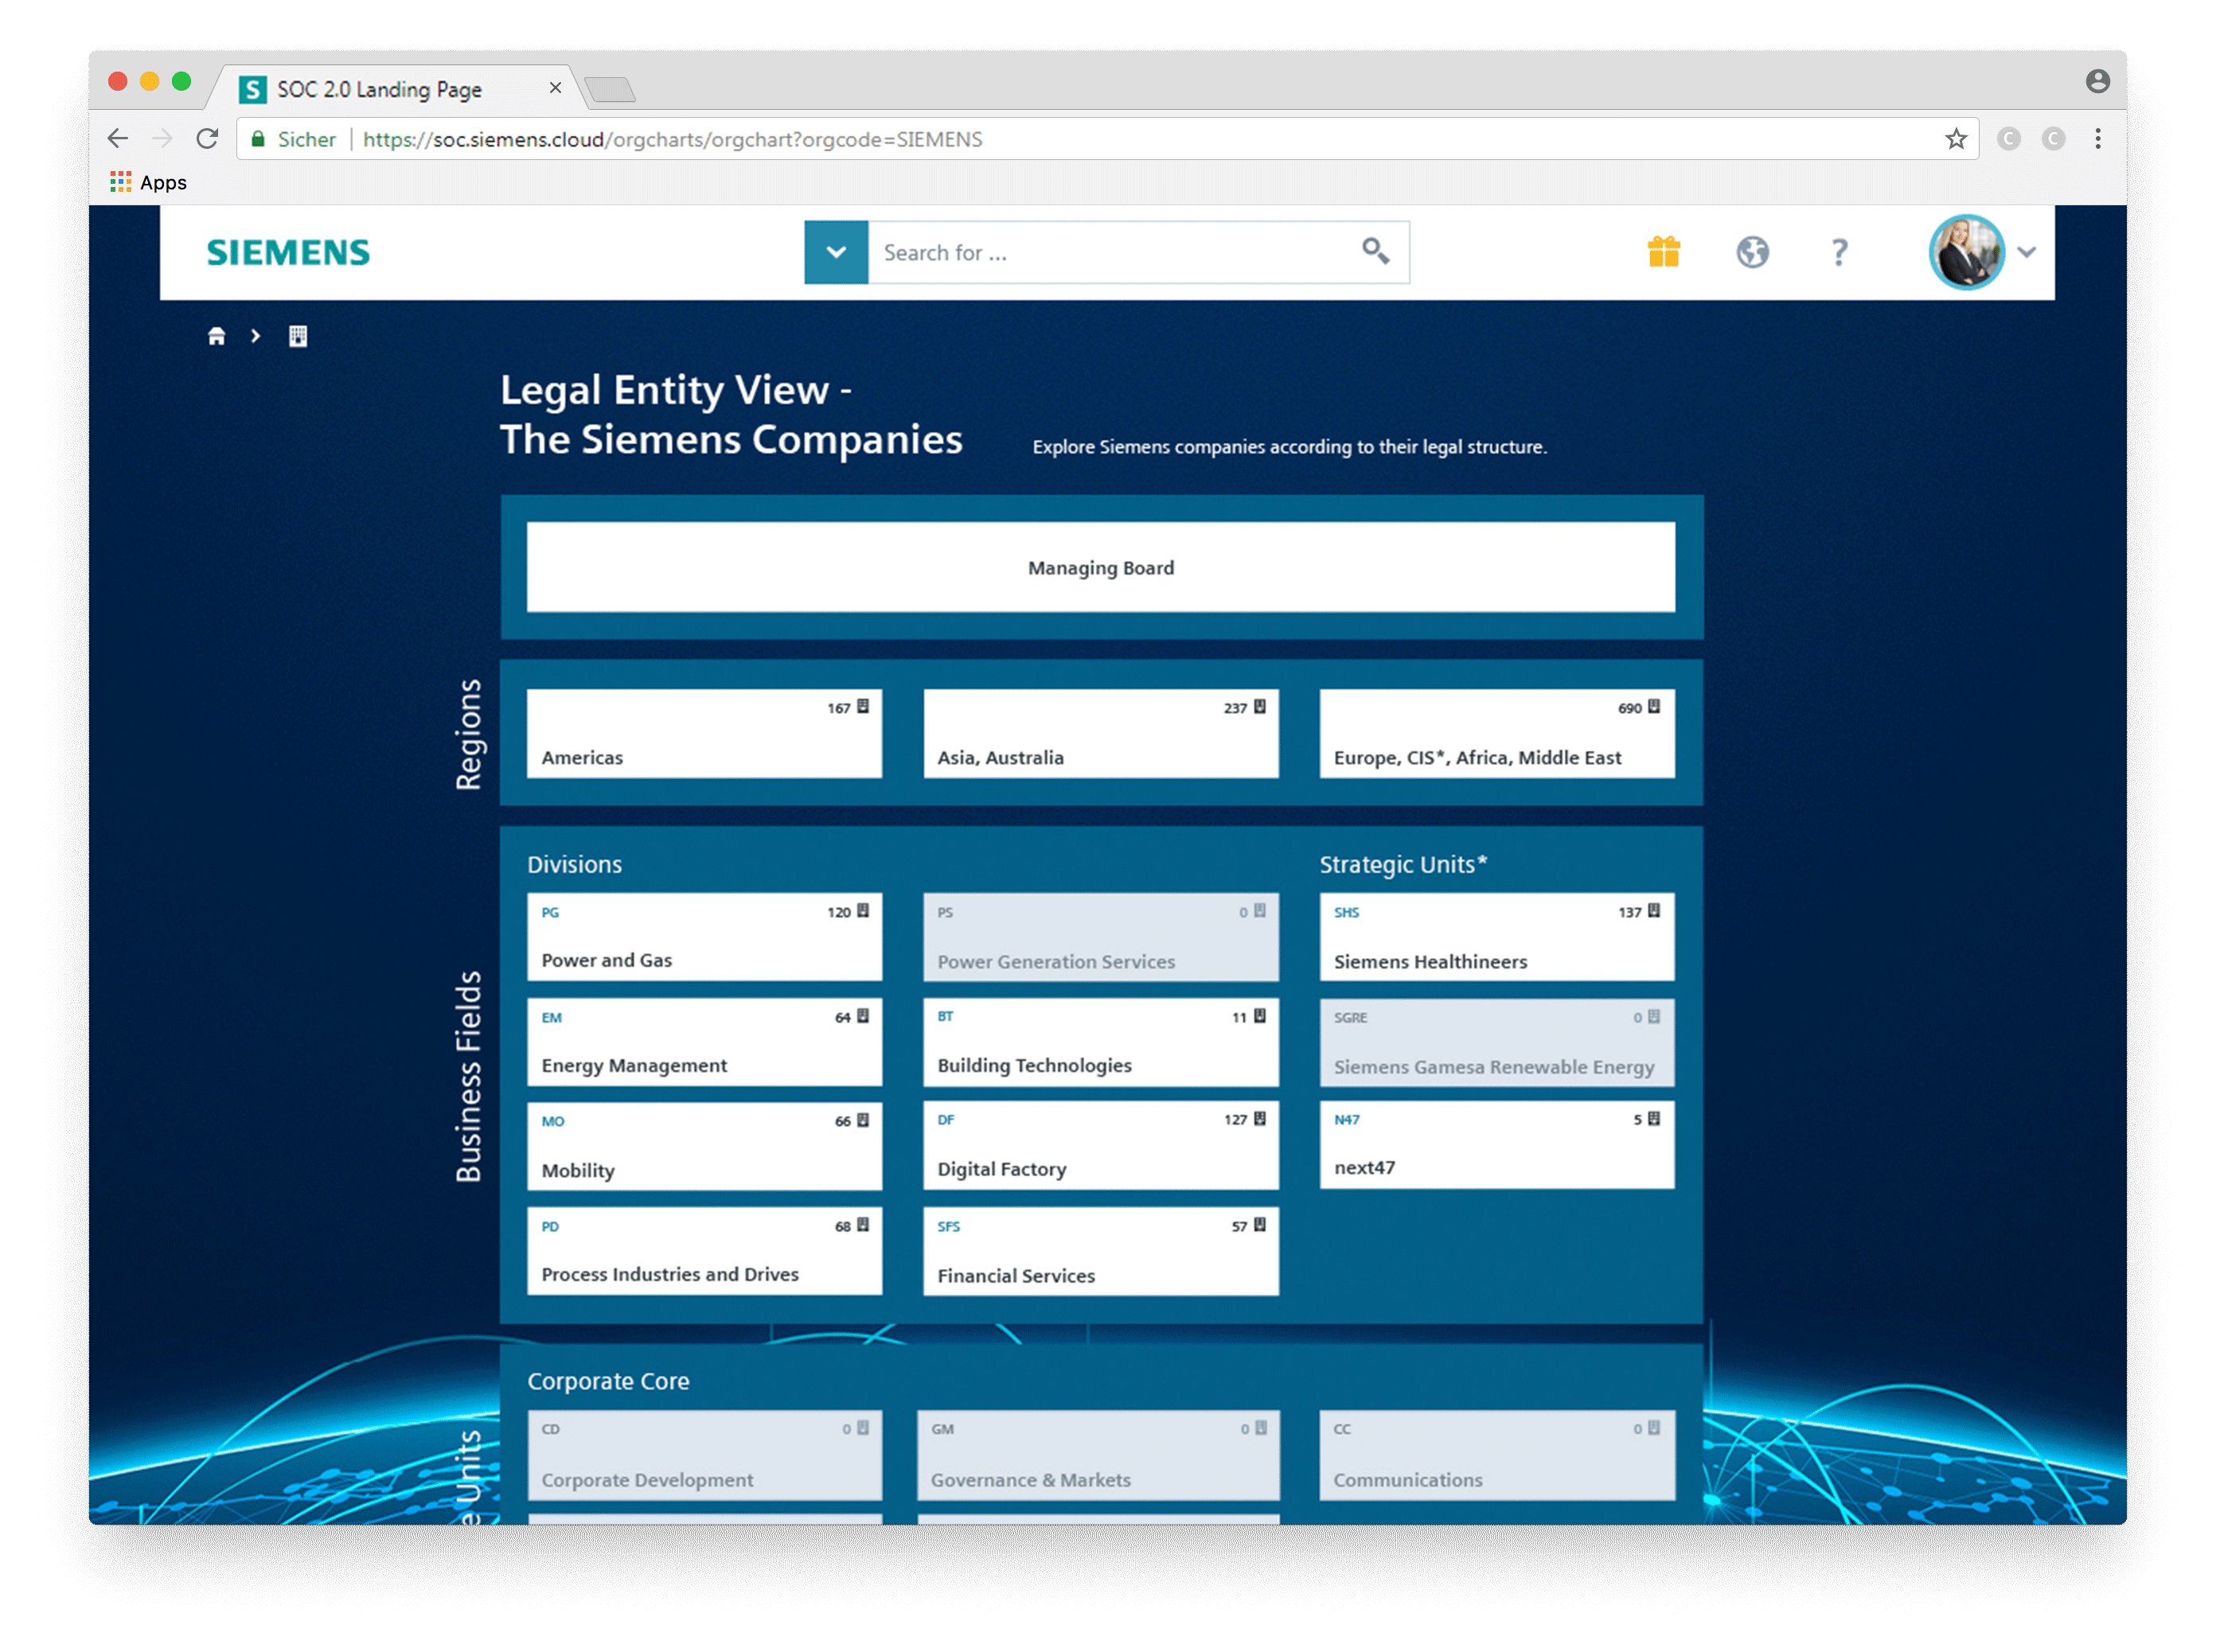 S SOC 2.0 Landing Page
Sicher | https://soc.siemens.cloud/orgcharts/orgchart?orgcode=SIEMENS
C C
Apps
SIEMENS
Search for ...
?
Legal Entity View -
The Siemens Companies
Explore Siemens companies according to their legal structure.
Managing Board
Regions
167
Americas
237
Asia, Australia
690
Europe, CIS*, Africa, Middle East
Business Fields
Divisions
PG 120
Power and Gas
PS 0
Power Generation Services
EM 64
Energy Management
BT 11
Building Technologies
MO 66
Mobility
DF 127
Digital Factory
PD 68
Process Industries and Drives
SFS 57
Financial Services
Strategic Units*
SHS 137
Siemens Healthineers
SGRE 0
Siemens Gamesa Renewable Energy
N47 5
next47
e Units
Corporate Core
CD 0
Corporate Development
GM 0
Governance & Markets
CC 0
Communications